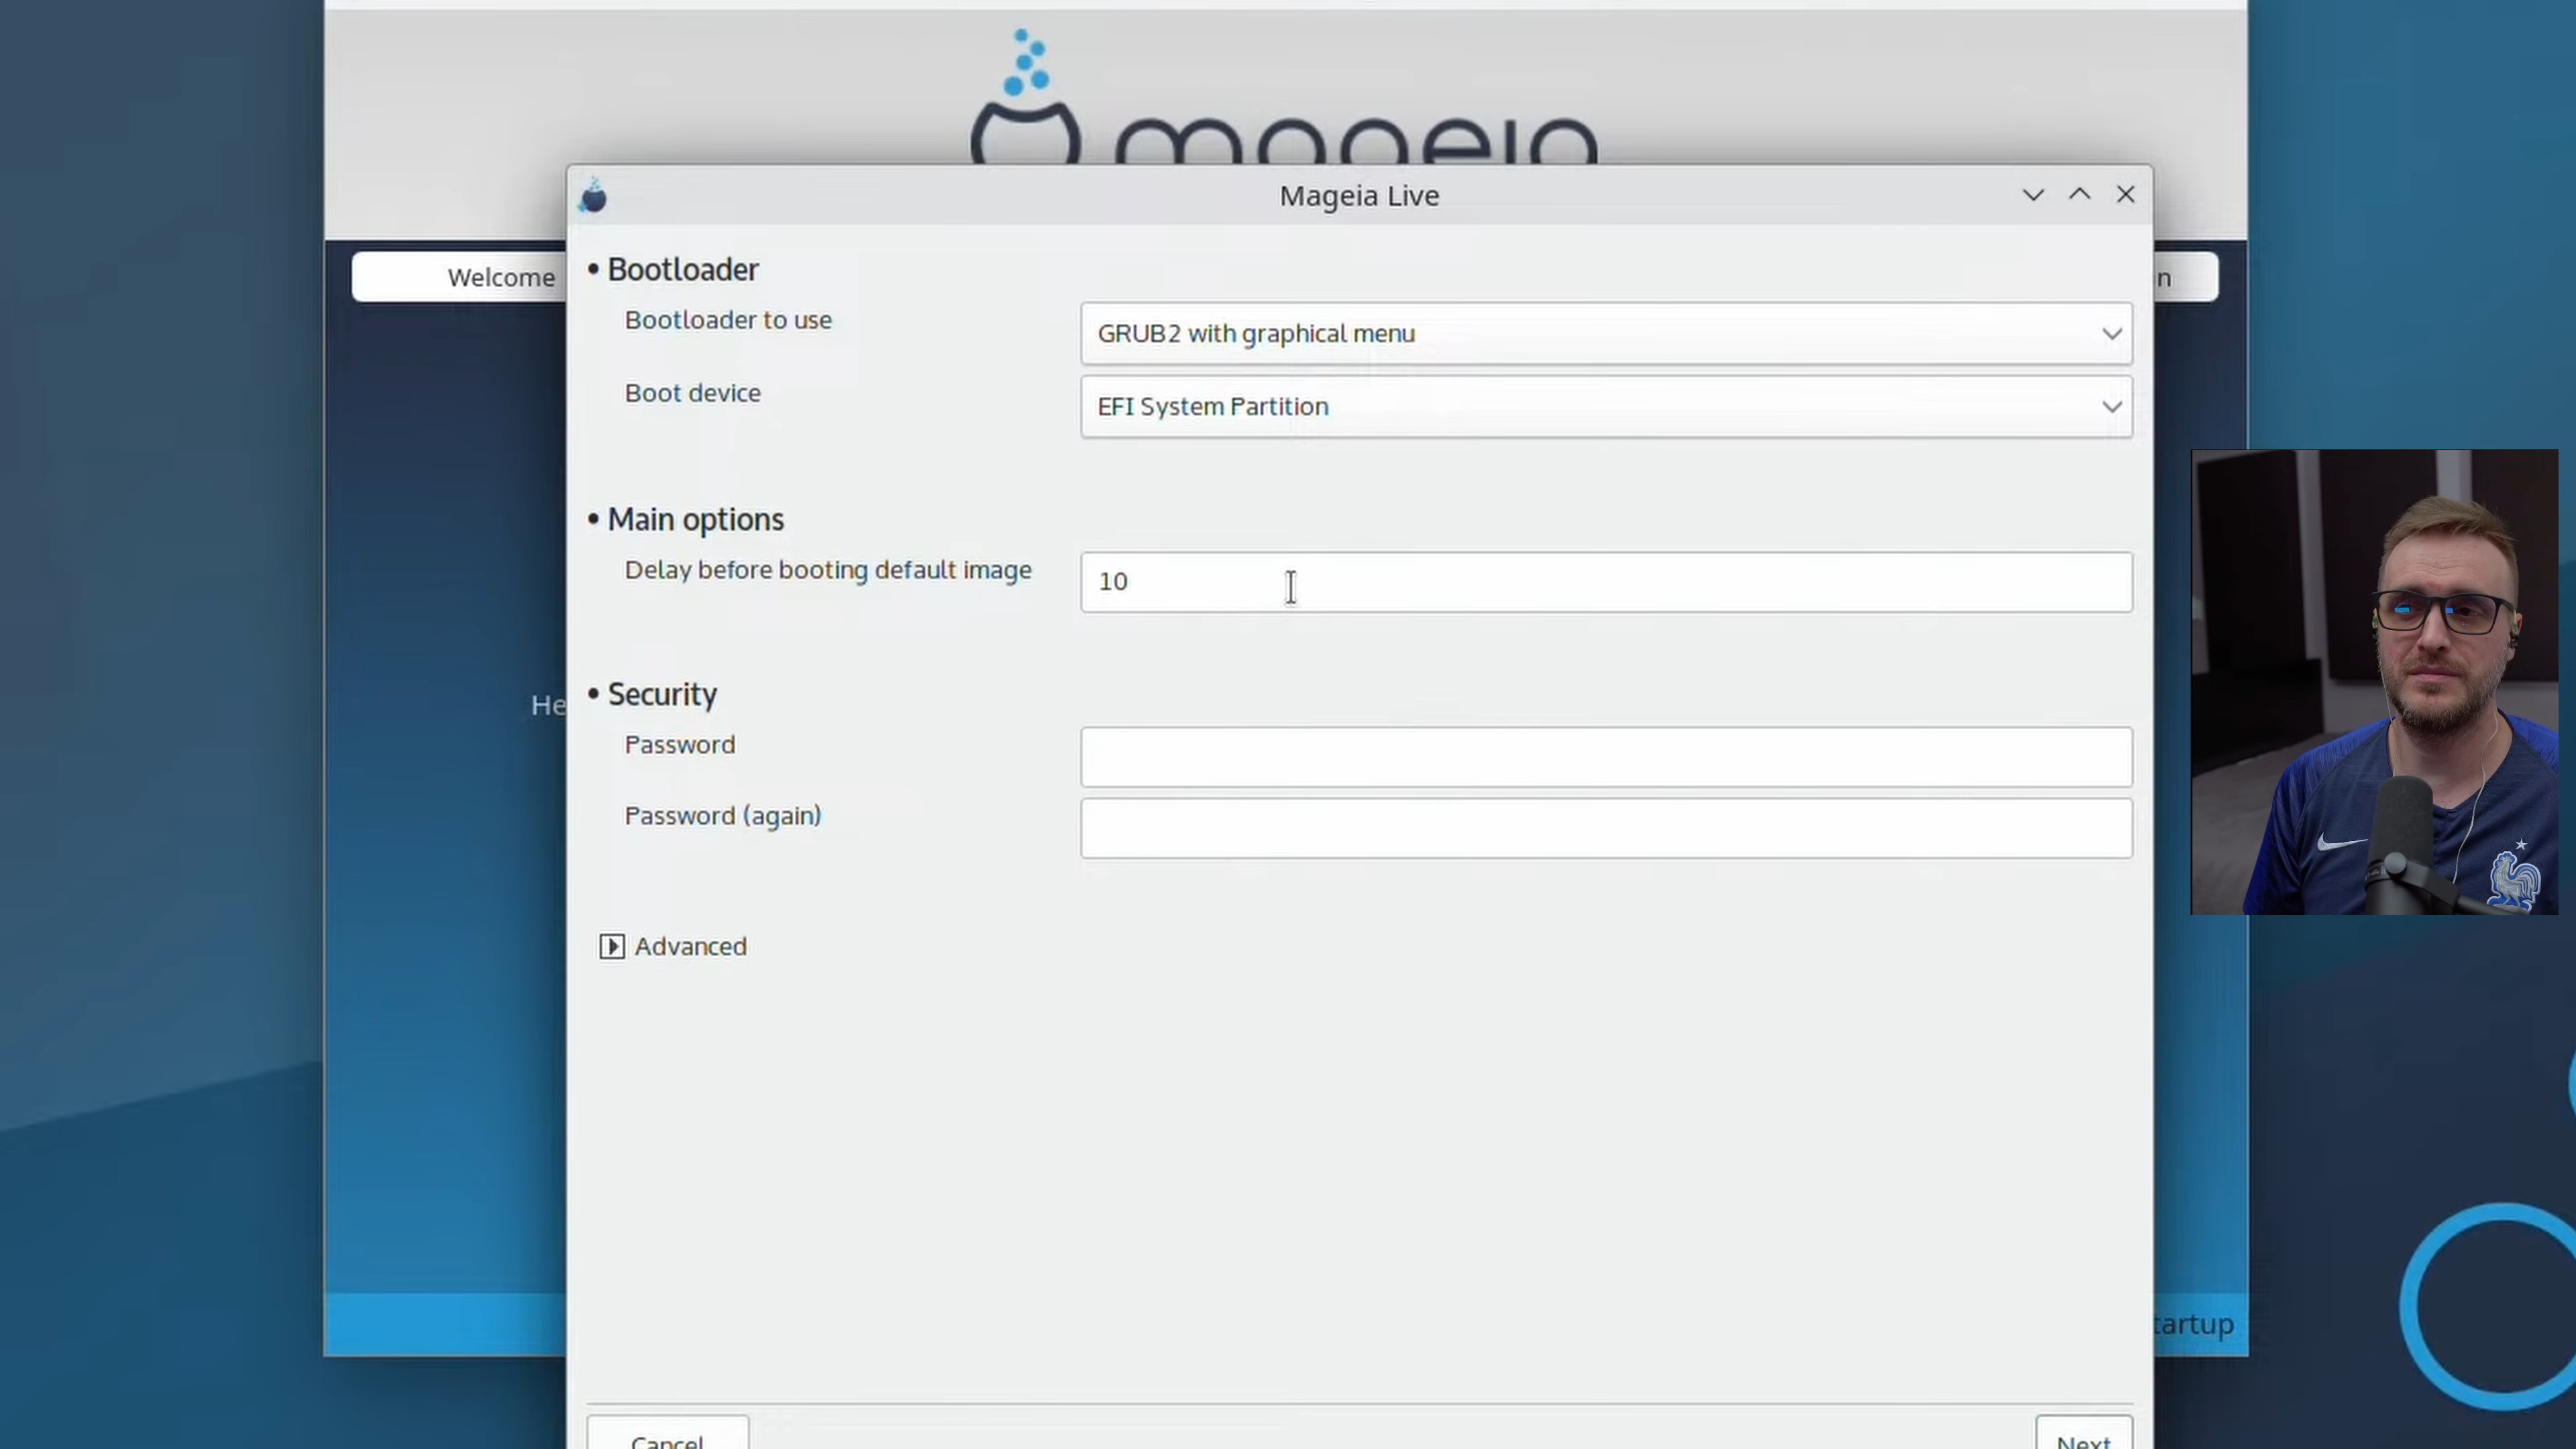 mageia
Mageia Live
Welcome
n
• Bootloader
Bootloader to use
GRUB2 with graphical menu
Boot device
EFI System Partition
• Main options
Delay before booting default image
10
• Security
He
Password
Password (again)
Advanced
tartup
Cancel
Next